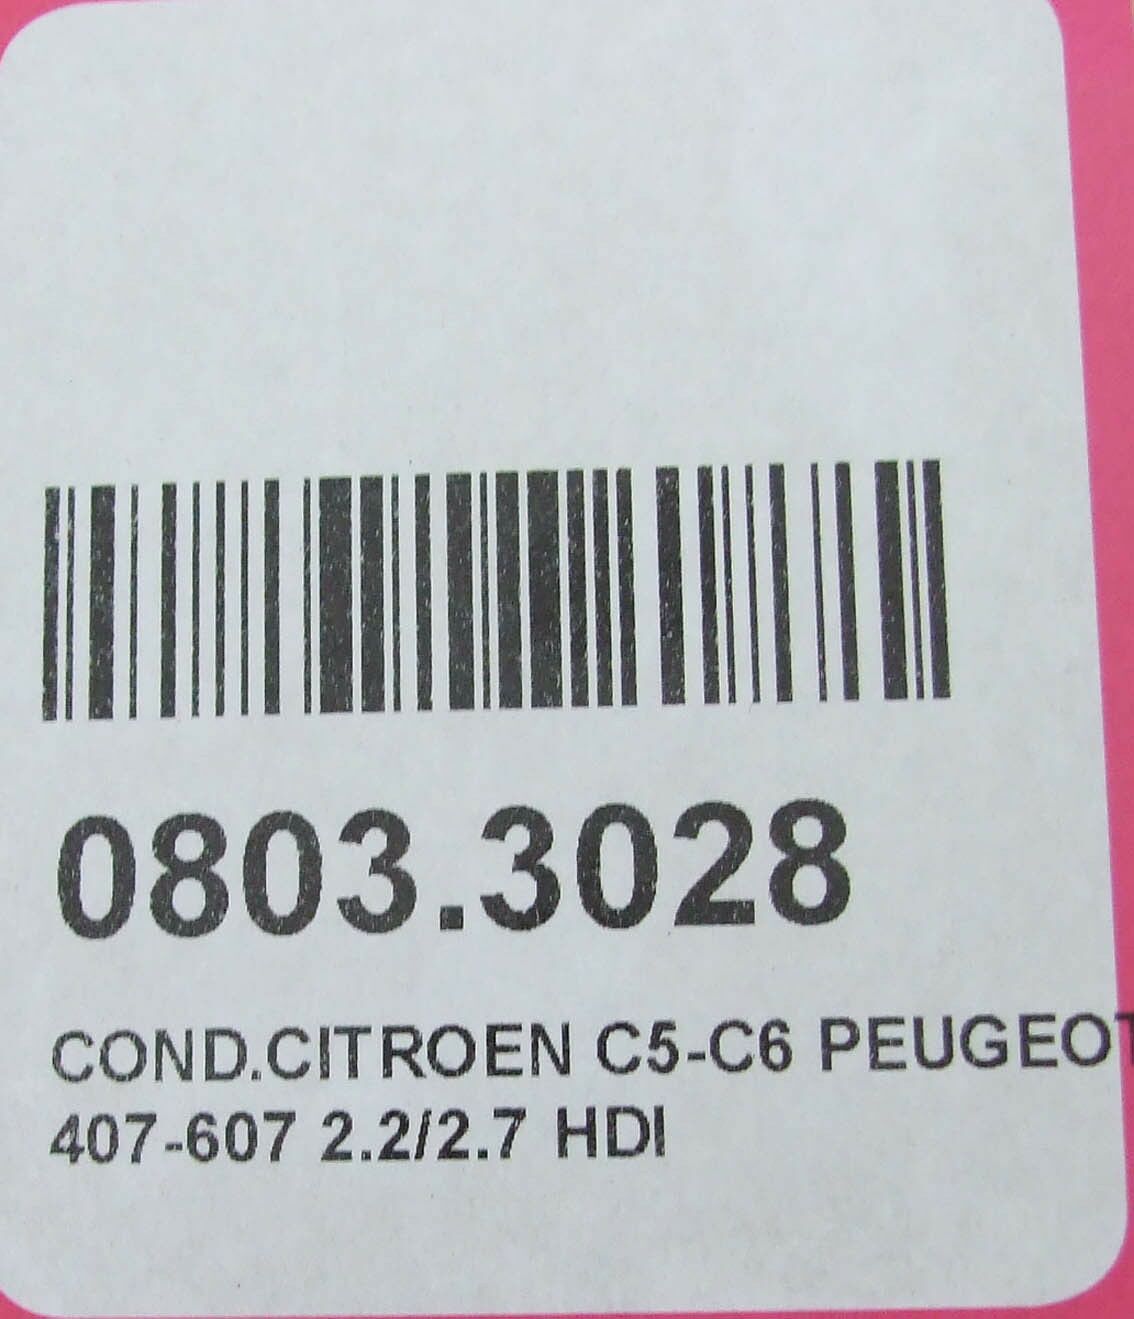 0803.3028
COND.CITROEN C5-C6 PEUGEOT
407-607 2.2/2.7 HDI